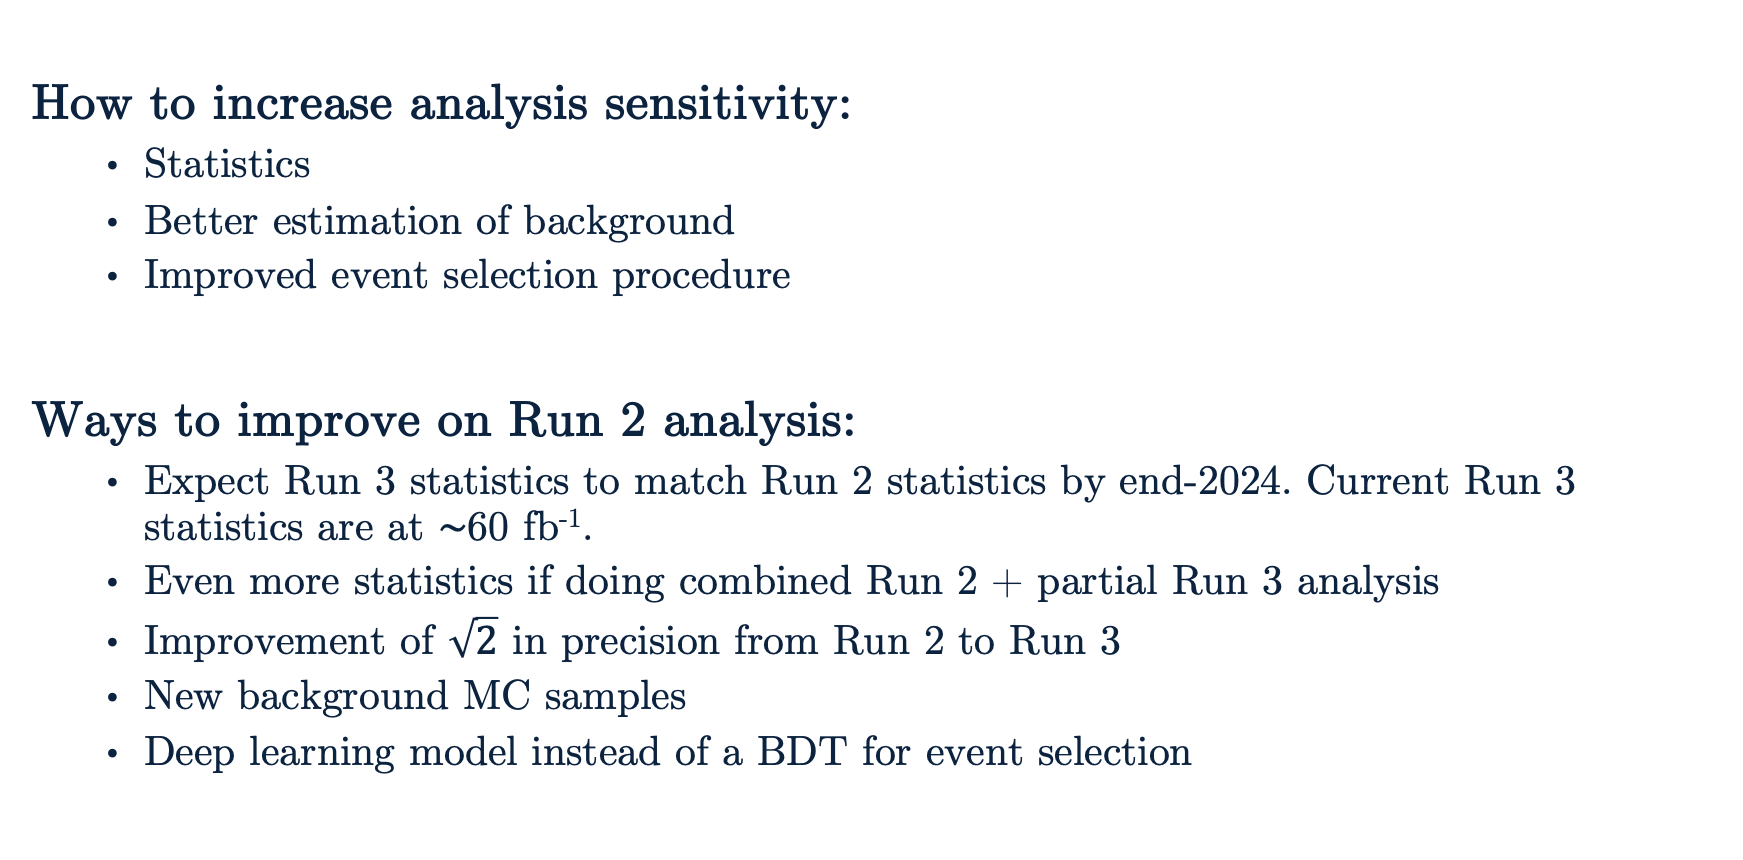 How to increase analysis sensitivity:
• Statistics
• Better estimation of background
• Improved event selection procedure
Ways to improve on Run 2 analysis:
• Expect Run 3 statistics to match Run 2 statistics by end-2024. Current Run 3
statistics are at ~60 fb⁻¹.
• Even more statistics if doing combined Run 2 + partial Run 3 analysis
• Improvement of √2 in precision from Run 2 to Run 3
• New background MC samples
• Deep learning model instead of a BDT for event selection